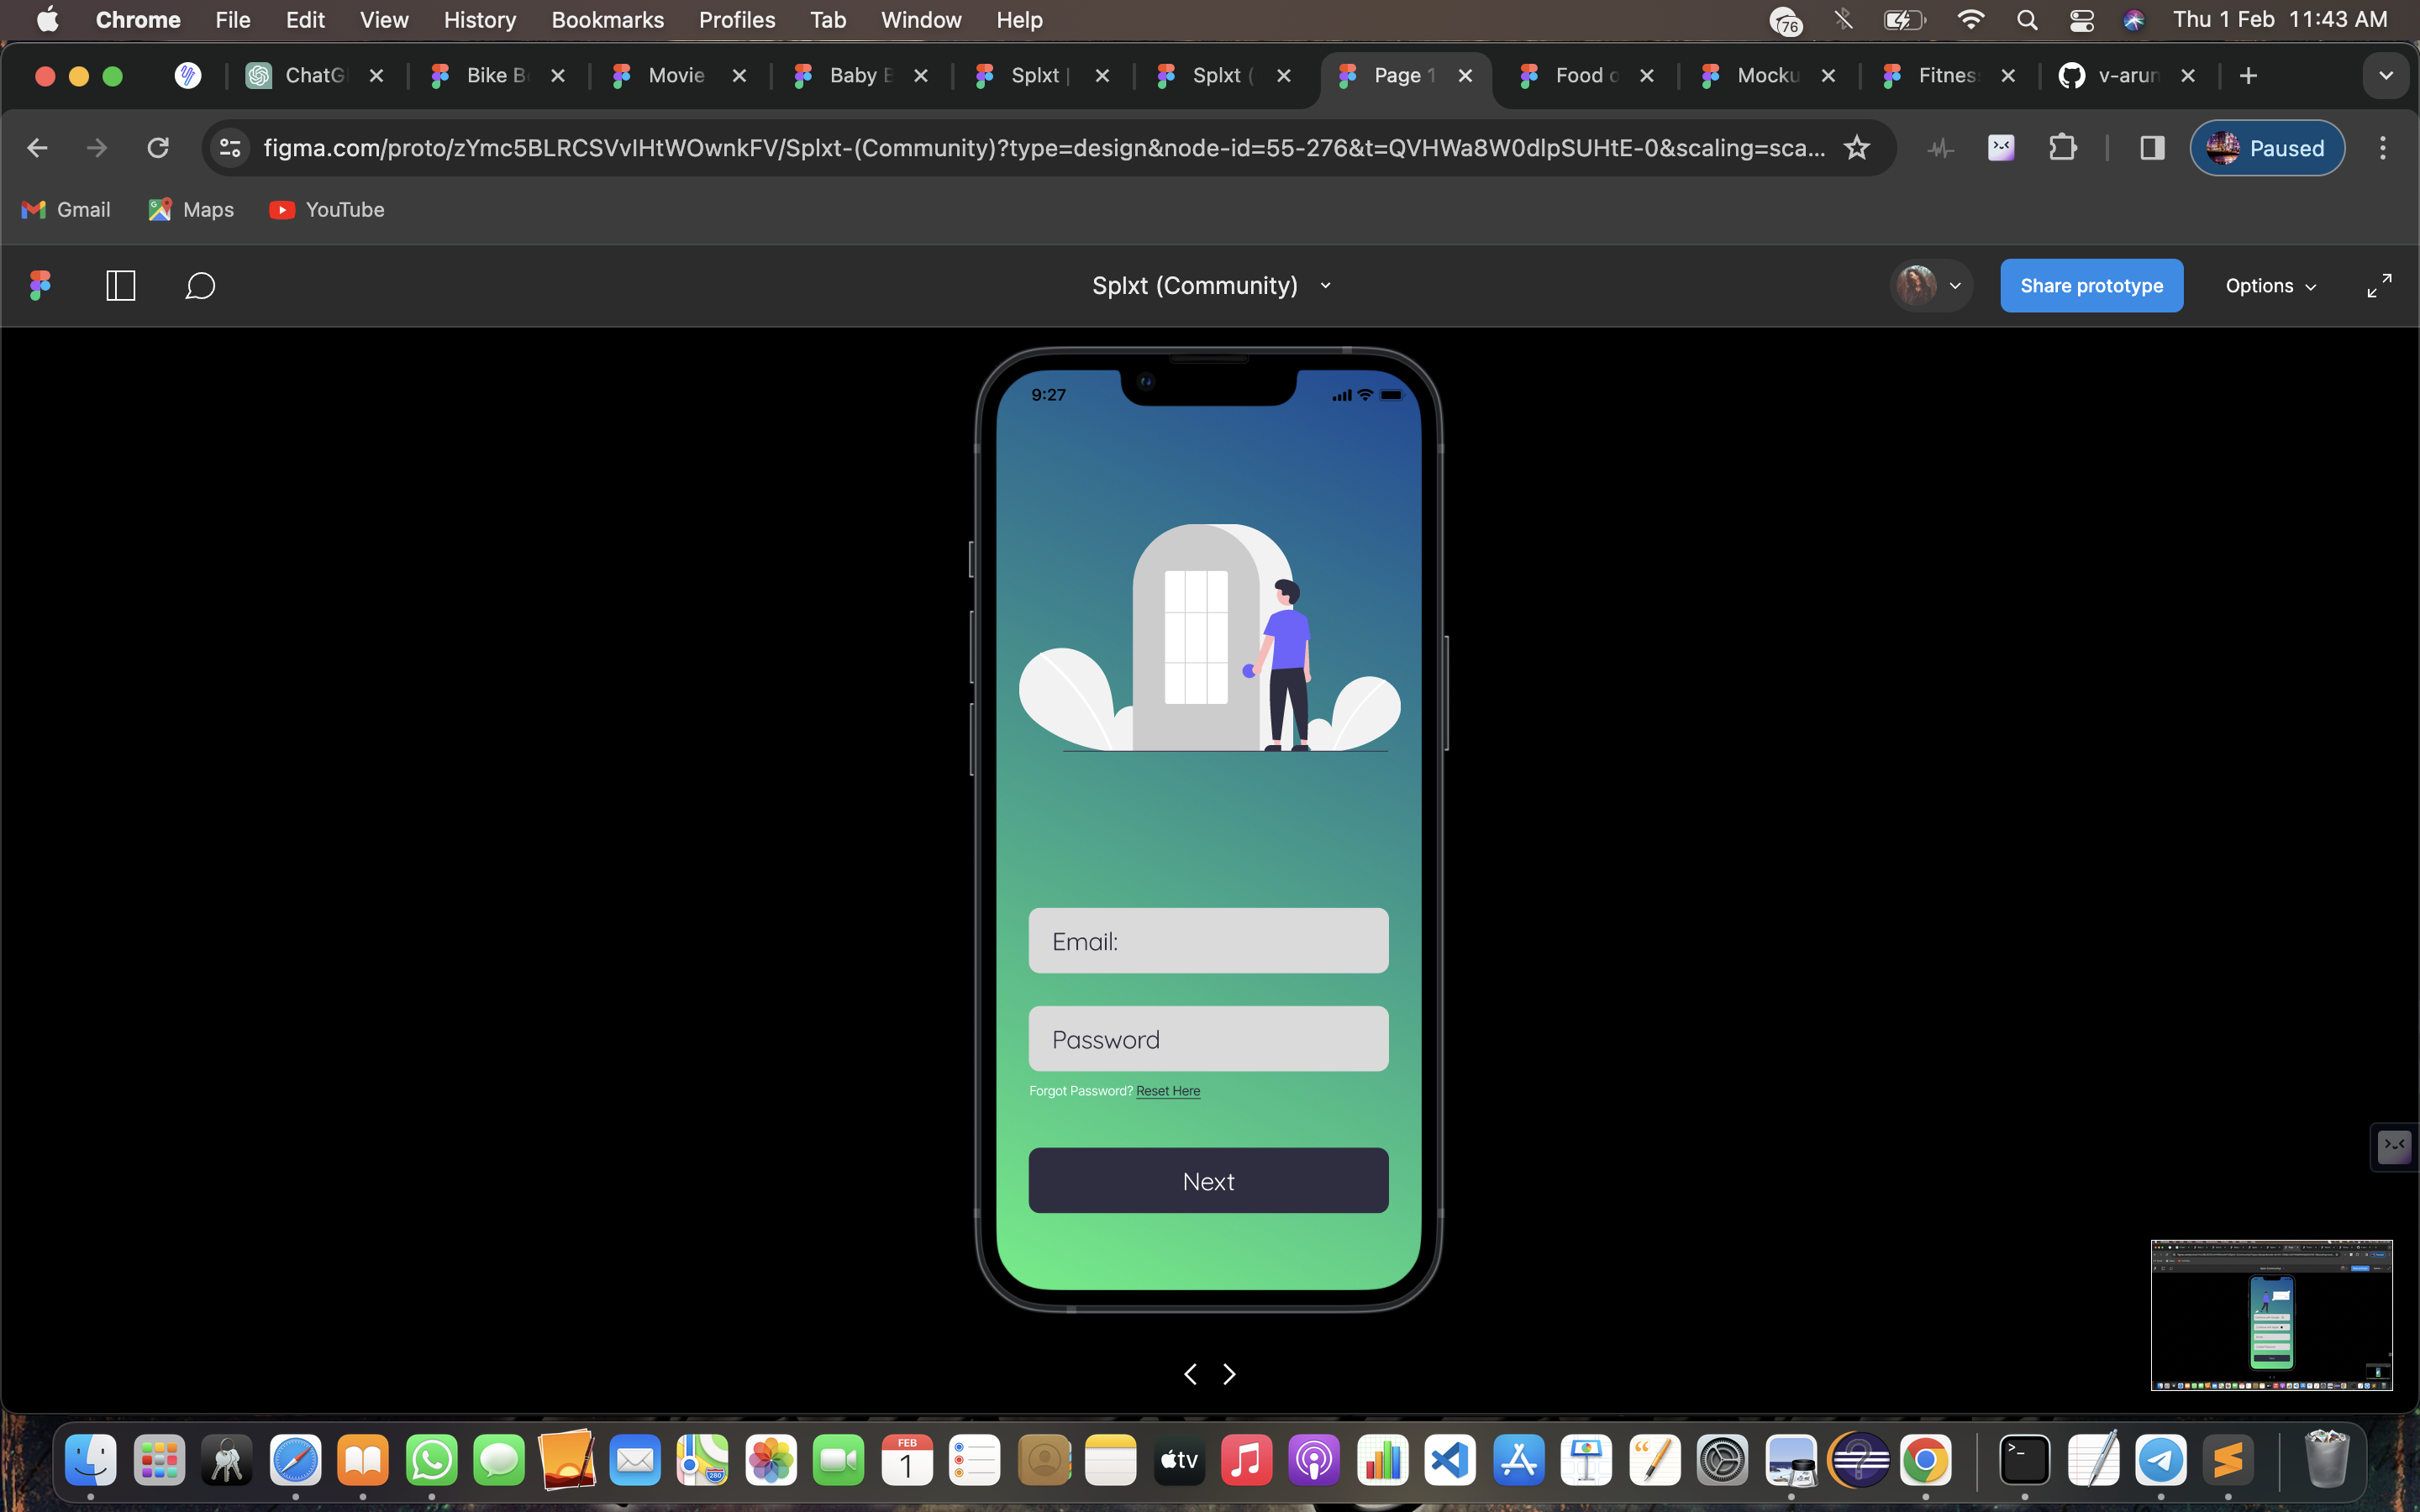 Chrome File Edit View History Bookmarks Profiles Tab Window Help 76 Thu 1 Feb 11:43 AM
ChatG Bike B Movie Baby Splxt | Splxt ( Page 1 Food Mocku Fitnes v-arun
figma.com/proto/zYmc5BLRCSVvIHtWOwnkFV/Splxt-(Community)?type=design&node-id=55-276&t=QVHWa8W0dlpSUHtE-0&scaling=sca... Paused
Gmail Maps YouTube
Splxt (Community) Share prototype Options
9:27
Email:
Password
Forgot Password? Reset Here
Next
FEB
1
280
tv